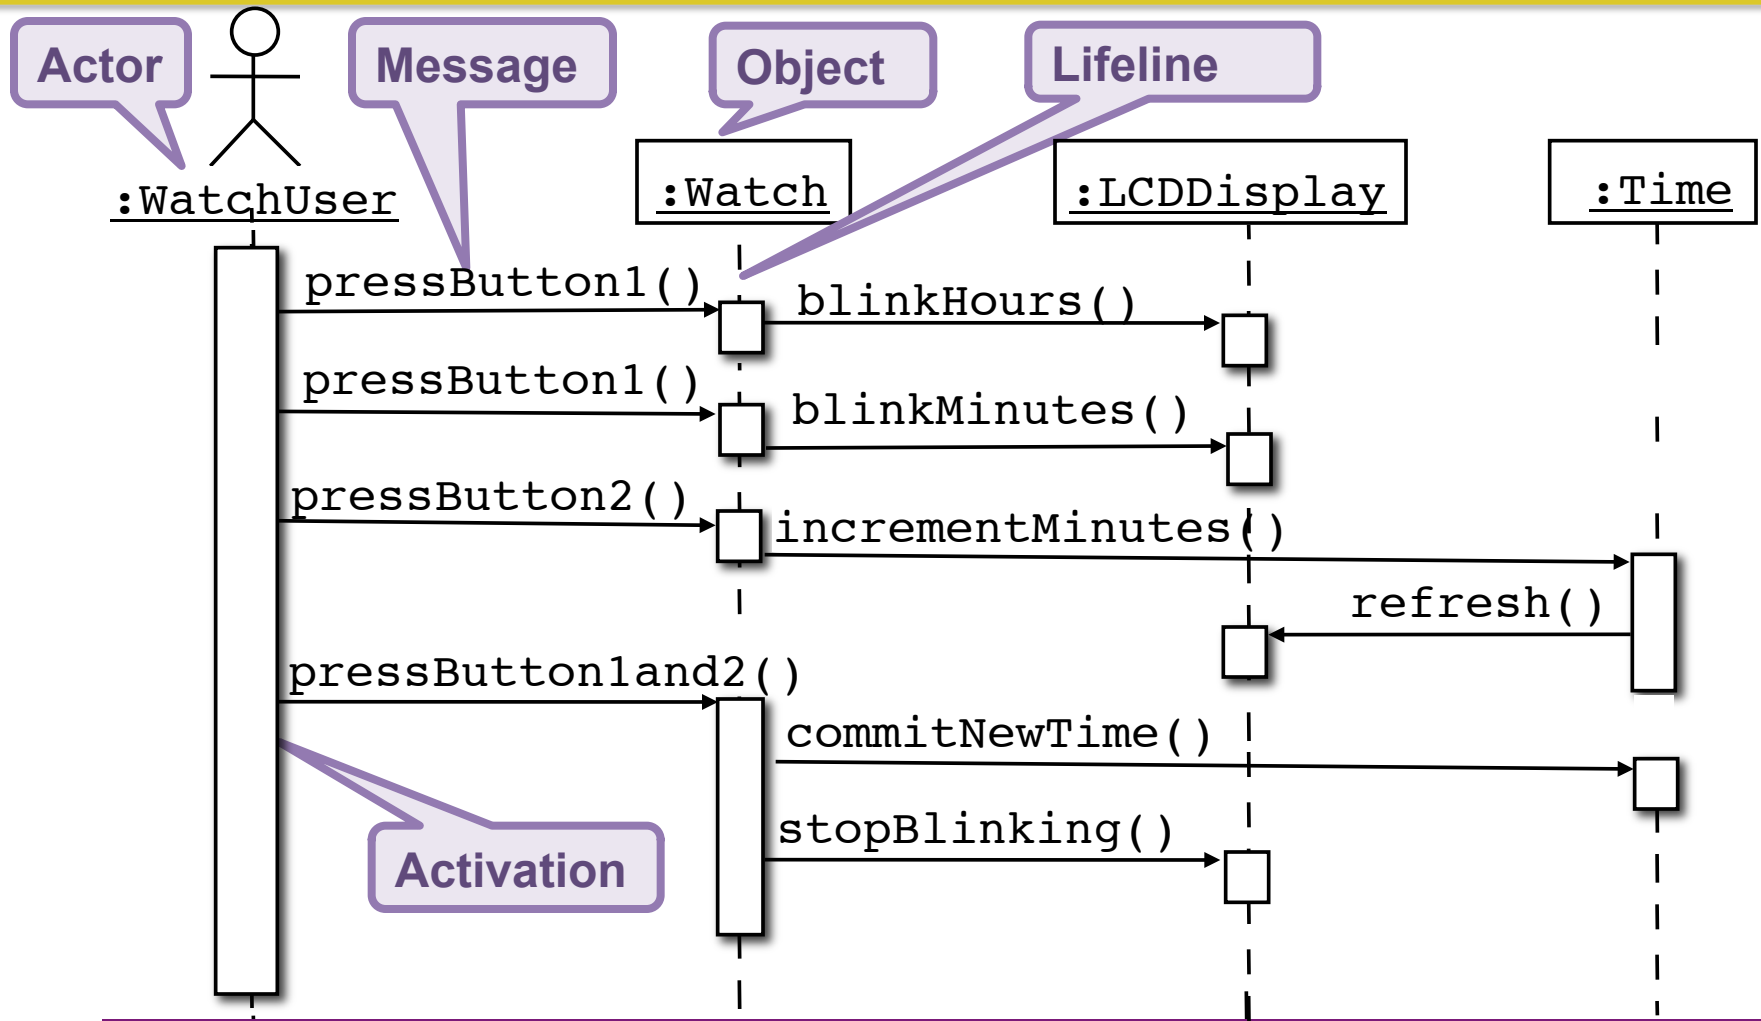 Actor
Message
Object
Lifeline
:WatchUser
:Watch
:LCDDisplay
:Time
pressButton1()
blinkHours()
pressButton1()
blinkMinutes()
pressButton2()
incrementMinutes()
refresh()
pressButton1and2()
commitNewTime()
stopBlinking()
Activation